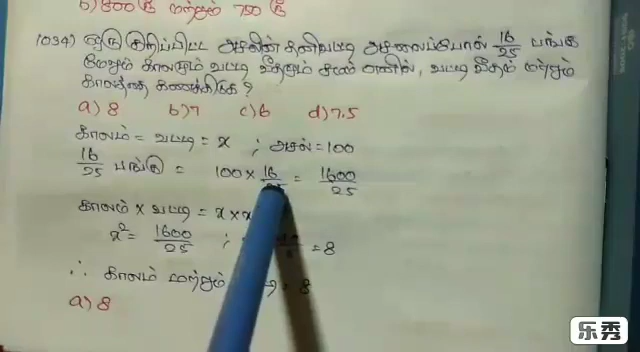 b) 800 ரூ மற்றும் 750 ரூ
1034) ஒரு குறிப்பிட்ட அசலின் தனிவட்டி அசலைப்போல் 16/25 பங்கு
மேலும் காலமும் வட்டி வீதமும் சமம் எனில், வட்டி வீதம் மற்றும்
காலத்தை கணக்கிடுக?
a) 8 b) 7 c) 6 d) 7.5
காலம் = வட்டி = x ; அசல் = 100
16/25 பங்கு = 100 × 16/25 = 1600/25
காலம் × வட்டி = x × x
x² = 1600/25 ; = 8
∴ காலம் மற்றும் = 8
a) 8
乐秀